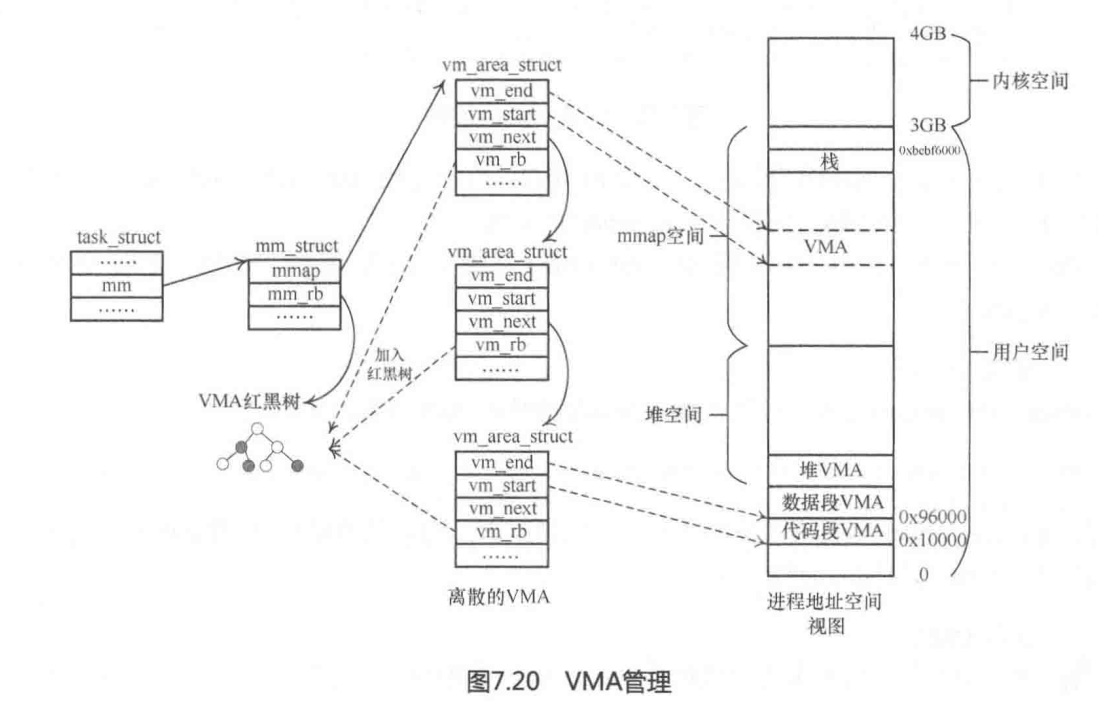 task_struct
……
mm
……
mm_struct
mmap
mm_rb
……
VMA红黑树
加入
红黑树
vm_area_struct
vm_end
vm_start
vm_next
vm_rb
……
vm_area_struct
vm_end
vm_start
vm_next
vm_rb
……
vm_area_struct
vm_end
vm_start
vm_next
vm_rb
……
离散的VMA
mmap空间
堆空间
栈
VMA
堆VMA
数据段VMA
代码段VMA
4GB
3GB
0xbebf6000
0x96000
0x10000
0
内核空间
用户空间
进程地址空间
视图
图7.20 VMA管理